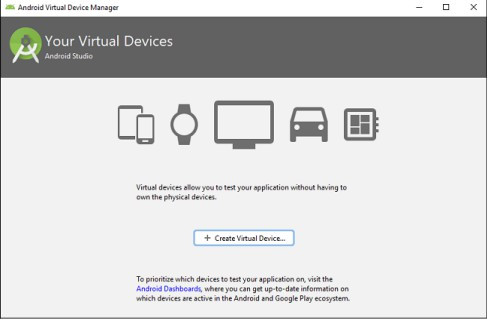 Android Virtual Device Manager
Your Virtual Devices
Android Studio
Virtual devices allow you to test your application without having to
own the physical devices.
+ Create Virtual Device...
To prioritize which devices to test your application on, visit the
Android Dashboards, where you can get up-to-date information on
which devices are active in the Android and Google Play ecosystem.